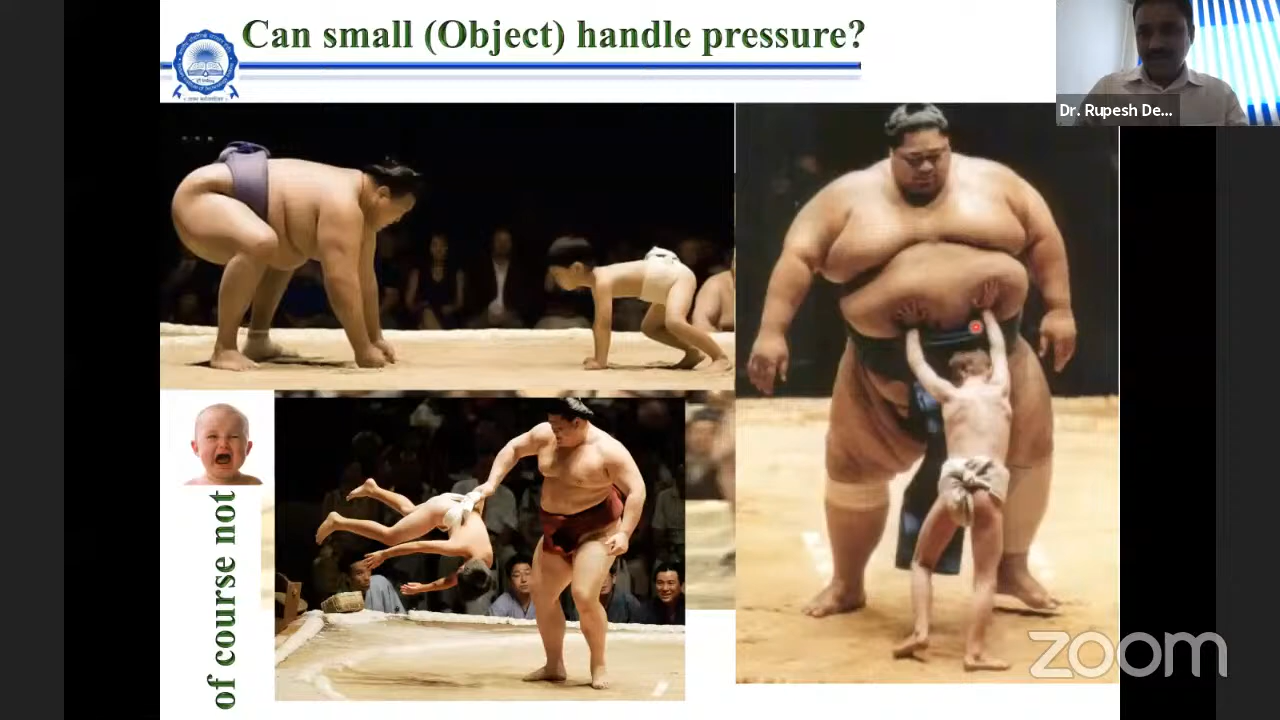 Can small (Object) handle pressure?
Dr. Rupesh De...
of course not
zoom